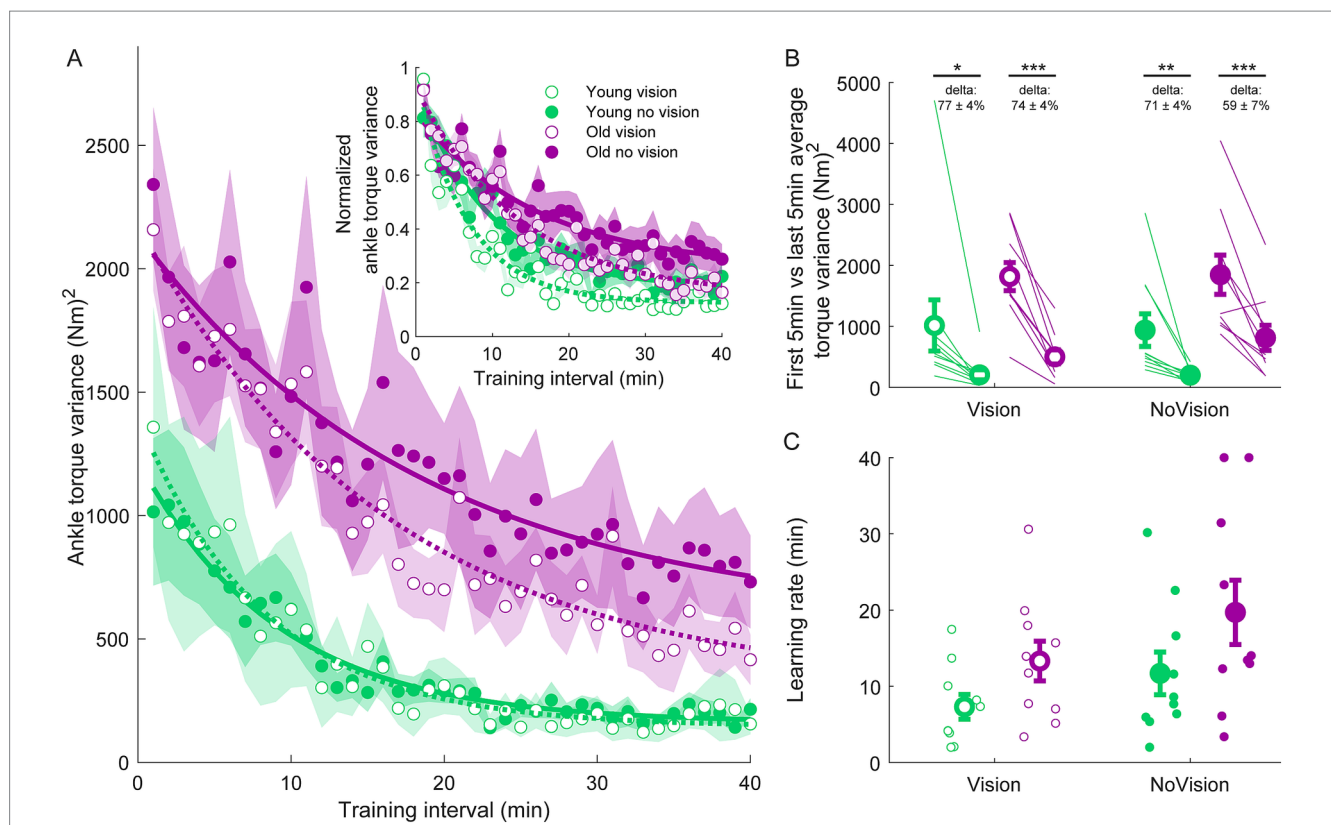 A
Ankle torque variance (Nm)2
2500
2000
1500
1000
500
0
0
10
20
30
40
Training interval (min)
Normalized
ankle torque variance
1
0.8
0.6
0.4
0.2
0
0
10
20
30
40
Training interval (min)
Young vision
Young no vision
Old vision
Old no vision
B
First 5min vs last 5min average
torque variance (Nm)2
5000
4000
3000
2000
1000
0
* *** ** ***
delta: delta: delta: delta:
77 ± 4% 74 ± 4% 71 ± 4% 59 ± 7%
Vision NoVision
C
Learning rate (min)
40
30
20
10
0
Vision NoVision